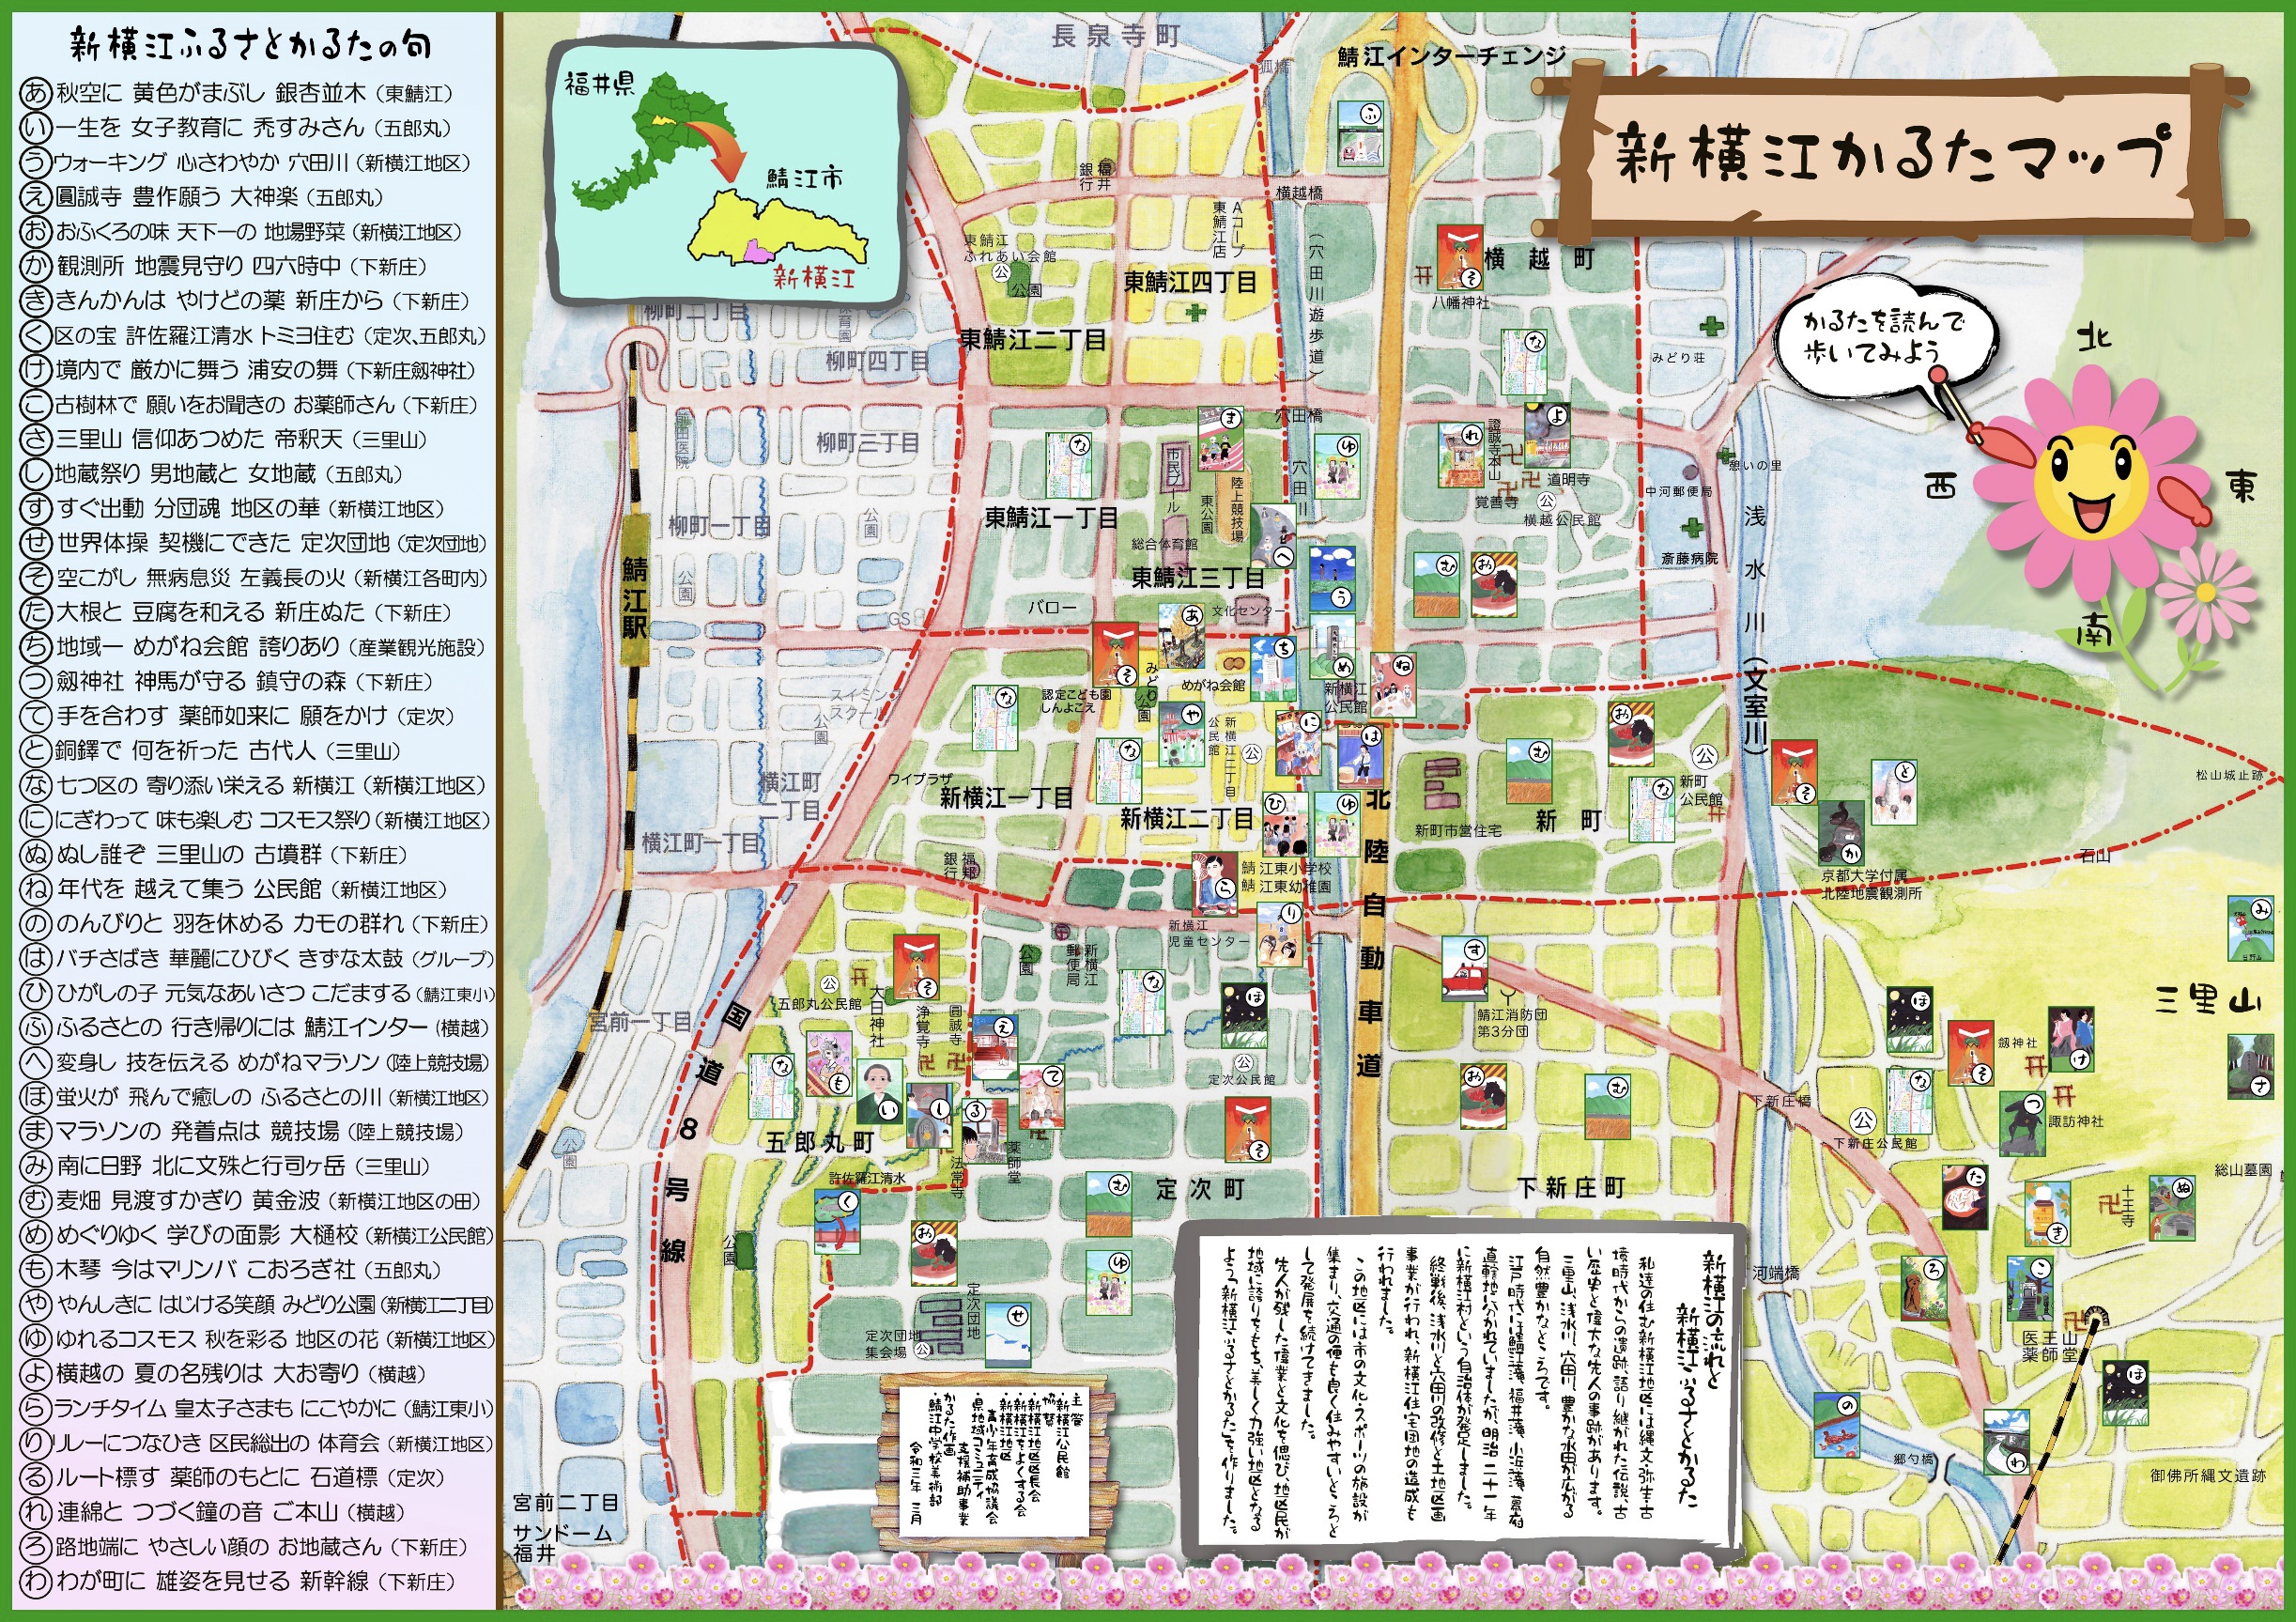 新横江ふるさとかるたの句
あ 秋空に 黄色がまぶし 銀杏並木（東鯖江）
い 一生を 女子教育に 禿すみさん（五郎丸）
う ウォーキング 心さわやか 穴田川（新横江地区）
え 圓誠寺 豊作願う 大神楽（五郎丸）
お おふくろの味 天下一の 地場野菜（新横江地区）
か 観測所 地震見守り 四六時中（下新庄）
き きんかんは やけどの薬 新庄から（下新庄）
く 区の宝 許佐羅江清水 トミヨ住む（定次、五郎丸）
け 境内で 厳かに舞う 浦安の舞（下新庄劔神社）
こ 古樹林で 願いをお聞きの お薬師さん（下新庄）
さ 三里山 信仰あつめた 帝釈天（三里山）
し 地蔵祭り 男地蔵と 女地蔵（五郎丸）
す すぐ出動 分団魂 地区の華（新横江地区）
せ 世界体操 契機にできた 定次団地（定次団地）
そ 空こがし 無病息災 左義長の火（新横江各町内）
た 大根と 豆腐を和える 新庄ぬた（下新庄）
ち 地域一 めがね会館 誇りあり（産業観光施設）
つ 劔神社 神馬が守る 鎮守の森（下新庄）
て 手を合わす 薬師如来に 願をかけ（定次）
と 銅鐸で 何を祈った 古代人（三里山）
な 七つ区の 寄り添い栄える 新横江（新横江地区）
に にぎわって 味も楽しむ コスモス祭り（新横江地区）
ぬ ぬし誰ぞ 三里山の 古墳群（下新庄）
ね 年代を 越えて集う 公民館（新横江地区）
の のんびりと 羽を休める カモの群れ（下新庄）
は バチさばき 華麗にひびく きずな太鼓（グループ）
ひ ひがしの子 元気なあいさつ こだまする（鯖江東小）
ふ ふるさとの 行き帰りには 鯖江インター（横越）
へ 変身し 技を伝える めがねマラソン（陸上競技場）
ほ 蛍火が 飛んで癒しの ふるさとの川（新横江地区）
ま マラソンの 発着点は 競技場（陸上競技場）
み 南に日野 北に文殊と行司ヶ岳（三里山）
む 麦畑 見渡すかぎり 黄金波（新横江地区の田）
め めぐりゆく 学びの面影 大樋校（新横江公民館）
も 木琴 今はマリンバ こおろぎ社（五郎丸）
や やんしきに はじける笑顔 みどり公園（新横江二丁目）
ゆ ゆれるコスモス 秋を彩る 地区の花（新横江地区）
よ 横越の 夏の名残りは 大お寄り（横越）
ら ランチタイム 皇太子さまも にこやかに（鯖江東小）
り リレーにつなひき 区民総出の 体育会（新横江地区）
る ルート標す 薬師のもとに 石道標（定次）
れ 連綿と つづく鐘の音 ご本山（横越）
ろ 路地端に やさしい顔の お地蔵さん（下新庄）
わ わが町に 雄姿を見せる 新幹線（下新庄）
福井県
鯖江市
新横江
新横江かるたマップ
かるたを読んで
歩いてみよう
北
西
東
南
長泉寺町
鯖江インターチェンジ
狐橋
福井
銀行
横越橋
Aコープ
東鯖江店
（穴田川遊歩道）
東鯖江
ふれあい会館
公
公園
東鯖江四丁目
東鯖江二丁目
八幡神社
横越町
みどり荘
柳町二丁目
保育園
柳町四丁目
柳町三丁目
柳町一丁目
公園
公園
鯖江駅
穴田橋
穴田川
市民プール
東公園
陸上競技場
総合体育館
東鯖江一丁目
東鯖江三丁目
證誠寺本山
道明寺
覚善寺
公
横越公民館
憩いの里
中河郵便局
斎藤病院
浅水川（文室川）
バロー
文化センター
GS
スイミング
スクール
公園
認定こども園
しんよこえ
みどり公園
めがね会館
新横江
公民館
新横江二丁目
公民館
公
ワイプラザ
新横江一丁目
新横江二丁目
横江町
二丁目
横江町一丁目
北陸自動車道
新町市営住宅
新町
公
新町
公民館
松山城止跡
石山
京都大学付属
北陸地震観測所
福邦
銀行
鯖江東小学校
鯖江東幼稚園
新横江
児童センター
新横江
郵便局
公園
宮前一丁目
国道8号線
公
五郎丸公民館
大日神社
浄覚寺
圓誠寺
公
定次公民館
鯖江消防団
第3分団
三里山
劔神社
諏訪神社
下新庄橋
公
下新庄公民館
五郎丸町
許佐羅江清水
法常寺
薬師堂
定次町
下新庄町
総山墓園
十王寺
公園
公園
定次団地
定次団地
集会場
公
河端橋
医王山
薬師堂
郷勺橋
御佛所縄文遺跡
宮前二丁目
サンドーム
福井
主管
・新横江公民館
協賛
・新横江地区区長会
・新横江をよくする会
・新横江地区
青少年育成協議会
・県地域コミュニティ
支援補助事業
かるた作画
・鯖江中学校美術部
令和三年 三月
新横江の流れと
新横江ふるさとかるた
私達の住む新横江地区には縄文・弥生・古
墳時代からの遺跡、語り継がれた伝説、古
い歴史と偉大な先人の事跡があります。
三里山、浅水川、穴田川、豊かな水田が広がる
自然豊かなところです。
江戸時代には鯖江藩、福井藩、小浜藩、幕府
直轄地に分かれていましたが、明治二十二年
に新横江村という自治体が発足しました。
終戦後、浅水川と穴田川の改修と土地区画
事業が行われ、新横江住宅団地の造成も
行われました。
この地区には市の文化・スポーツの施設が
集まり、交通の便も良く住みやすいところと
して発展を続けてきました。
先人が残した偉業と文化を偲び、地区民が
地域に誇りをもち、美しく力強い地区となる
よう「新横江ふるさとかるた」を作りました。